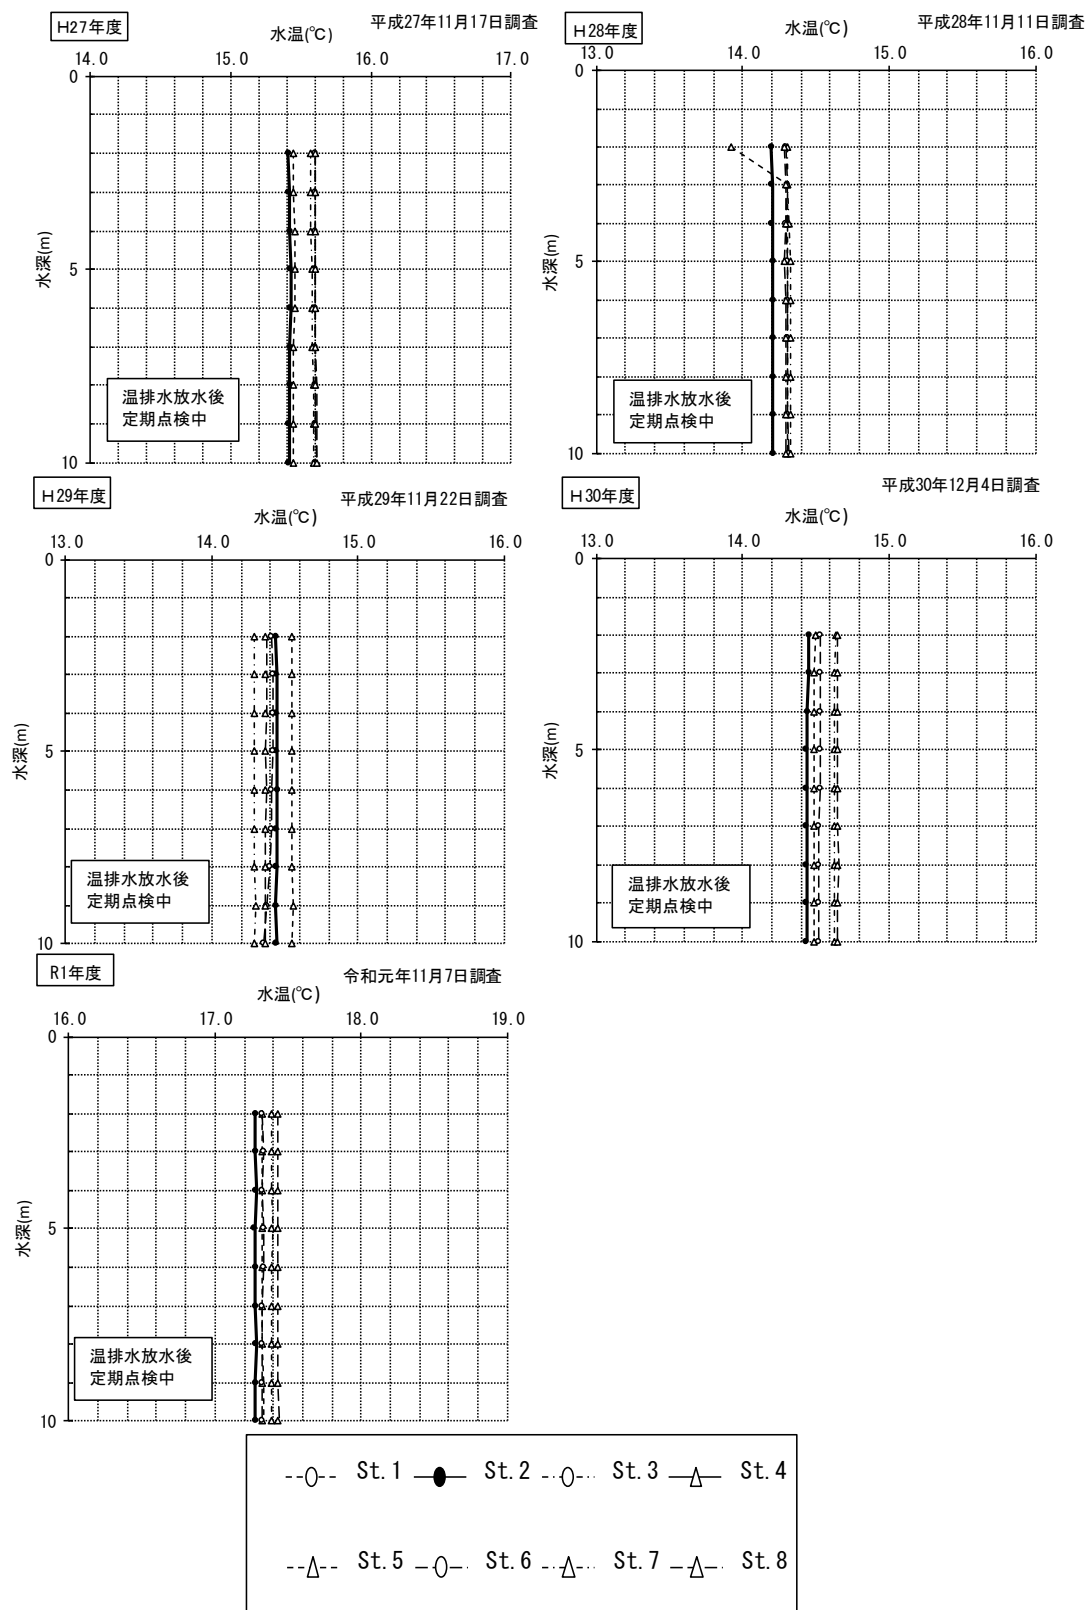 H27年度
平成27年11月17日調査
水温(℃)
14.0 15.0 16.0 17.0
0
5
10
水深(m)
温排水放水後
定期点検中
H28年度
平成28年11月11日調査
水温(℃)
13.0 14.0 15.0 16.0
0
5
10
水深(m)
温排水放水後
定期点検中
H29年度
平成29年11月22日調査
水温(℃)
13.0 14.0 15.0 16.0
0
5
10
水深(m)
温排水放水後
定期点検中
H30年度
平成30年12月4日調査
水温(℃)
13.0 14.0 15.0 16.0
0
5
10
水深(m)
温排水放水後
定期点検中
R1年度
令和元年11月7日調査
水温(℃)
16.0 17.0 18.0 19.0
0
5
10
水深(m)
温排水放水後
定期点検中
St.1 St.2 St.3 St.4
St.5 St.6 St.7 St.8